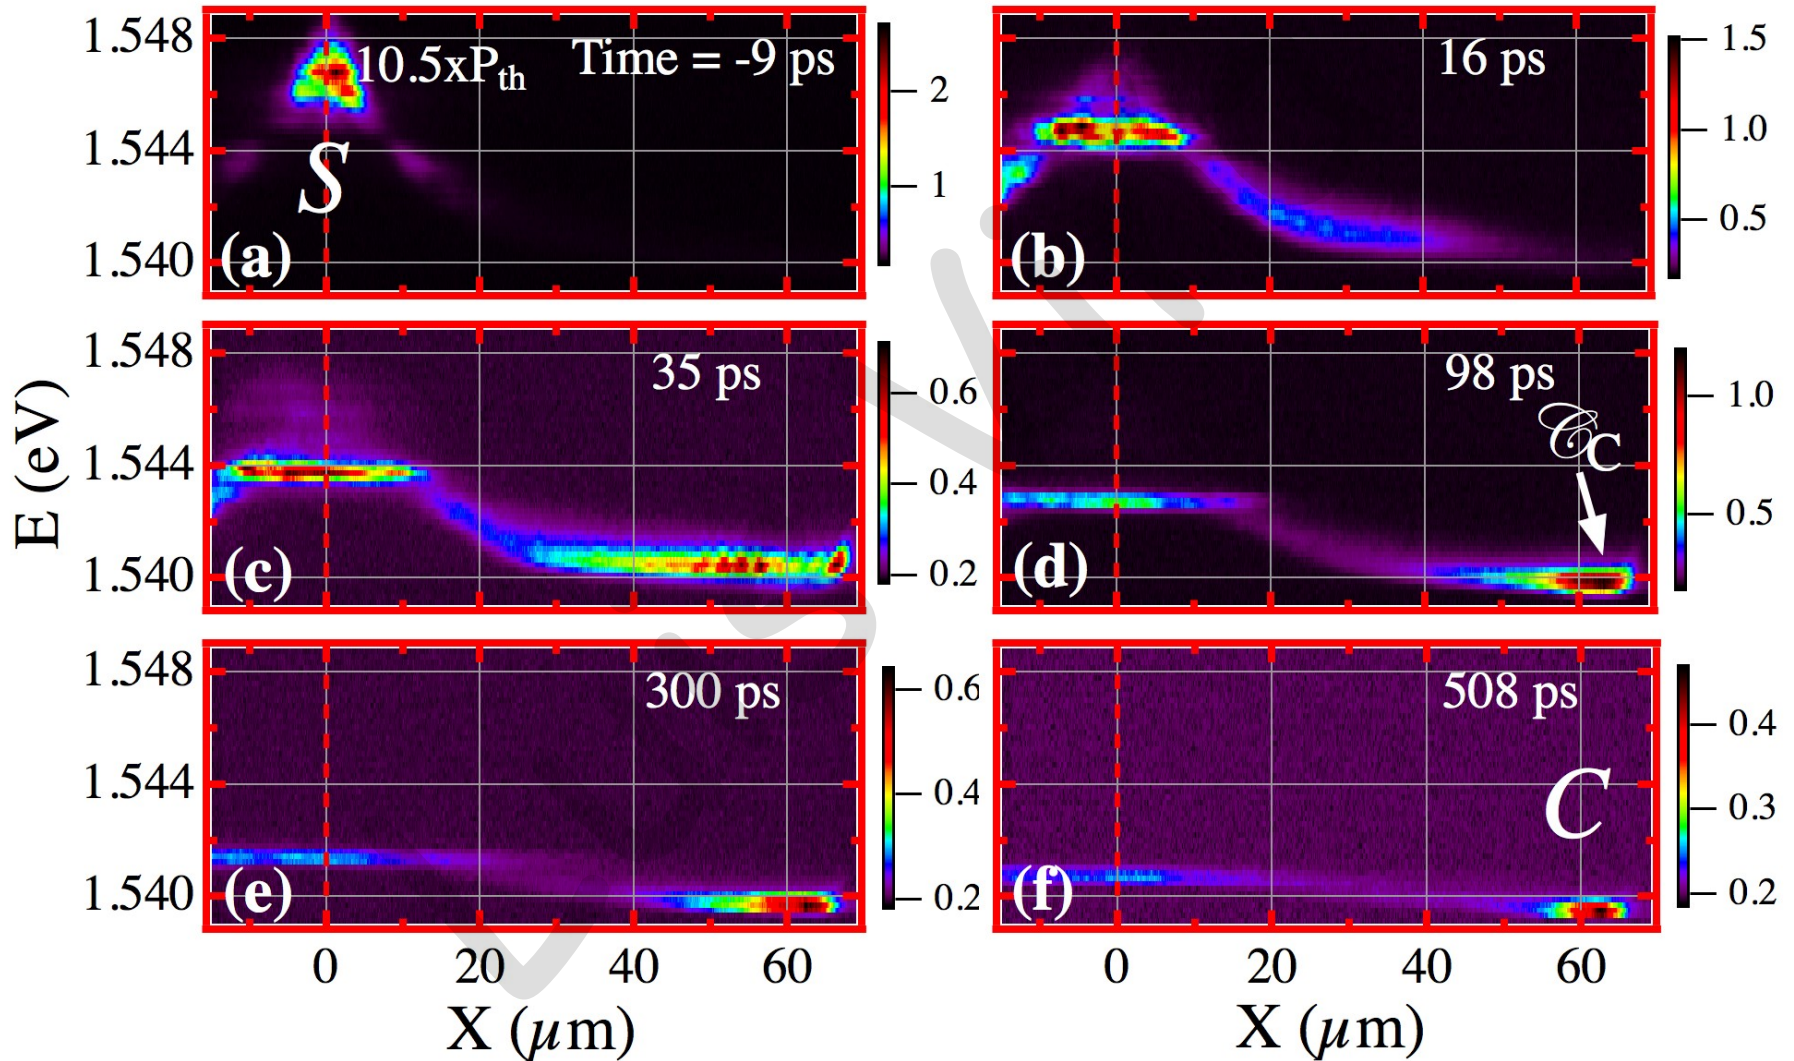 1.548
1.544
1.540
10.5xPth
Time = -9 ps
S
(a)
2
1
16 ps
(b)
1.5
1.0
0.5
E (eV)
1.548
1.544
1.540
35 ps
(c)
0.6
0.4
0.2
98 ps
𝒞C
(d)
1.0
0.5
1.548
1.544
1.540
300 ps
(e)
0.6
0.4
0.2
508 ps
C
(f)
0.4
0.3
0.2
0 20 40 60
X (μm)
0 20 40 60
X (μm)